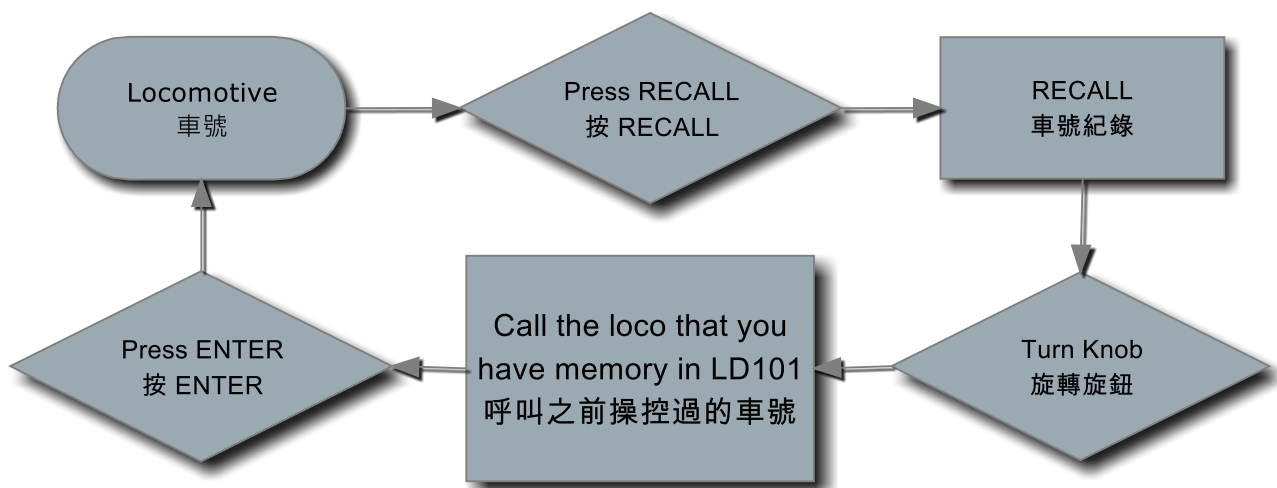 Locomotive
車號
Press RECALL
按 RECALL
RECALL
車號紀錄
Turn Knob
旋轉旋鈕
Call the loco that you
have memory in LD101
呼叫之前操控過的車號
Press ENTER
按 ENTER